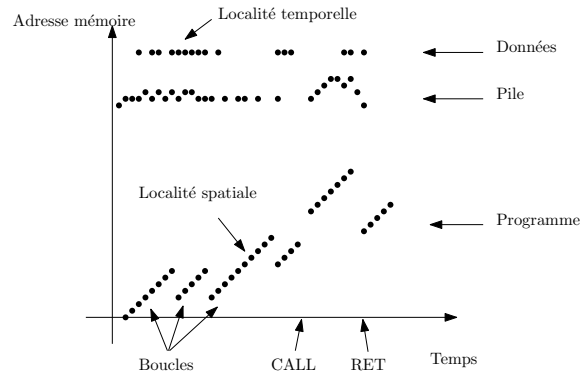 Localité temporelle
Adresse mémoire
Données
Pile
Localité spatiale
Programme
Boucles
CALL
RET
Temps